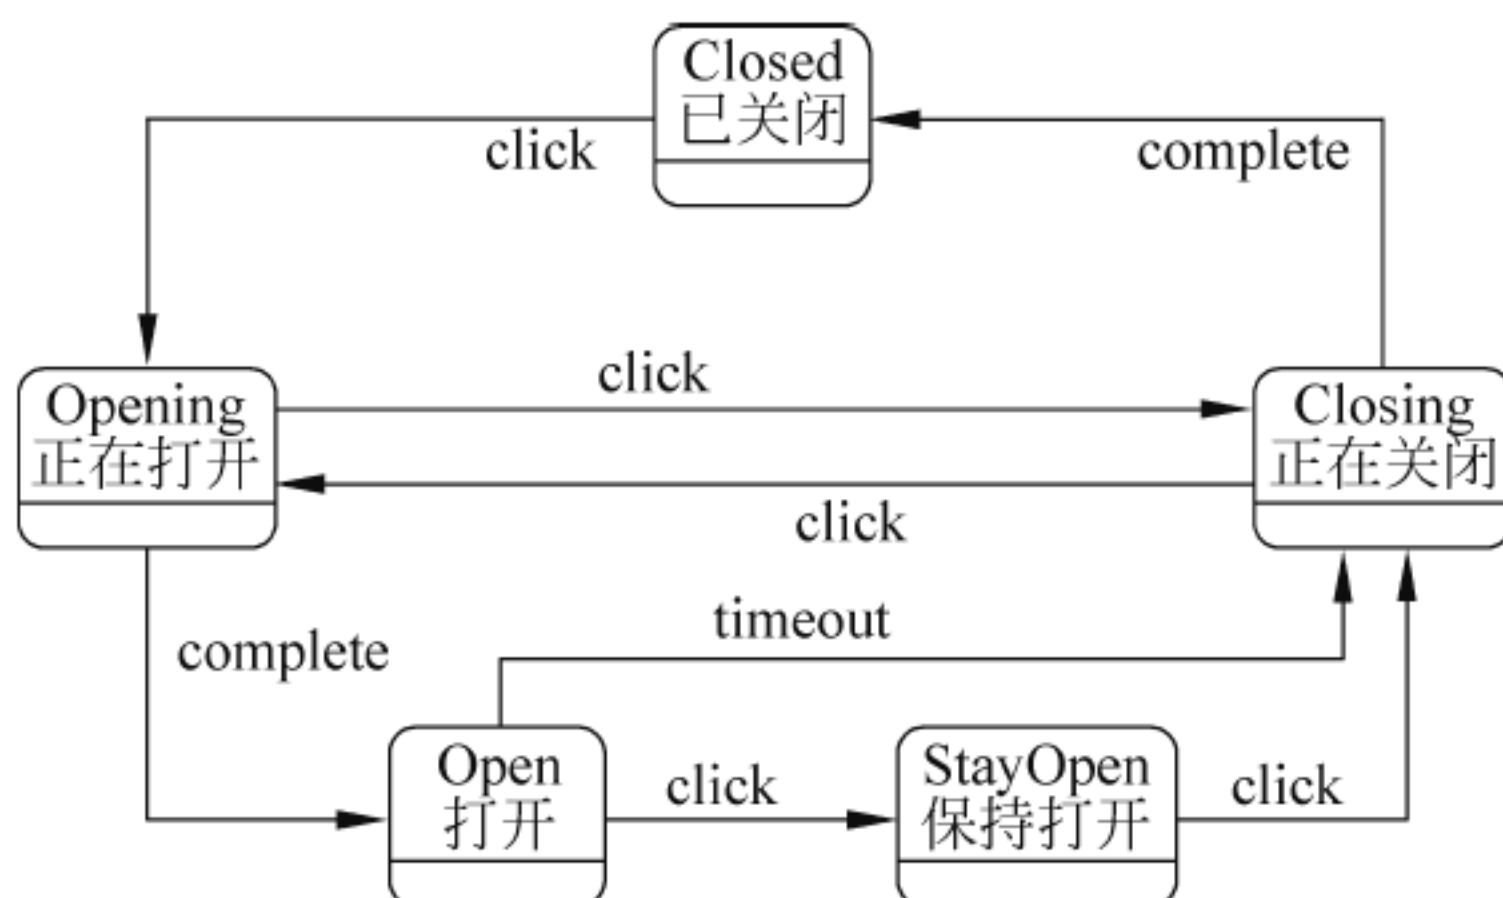 Closed
已关闭
click
complete
click
Opening
正在打开
Closing
正在关闭
click
timeout
complete
Open
打开
click
StayOpen
保持打开
click